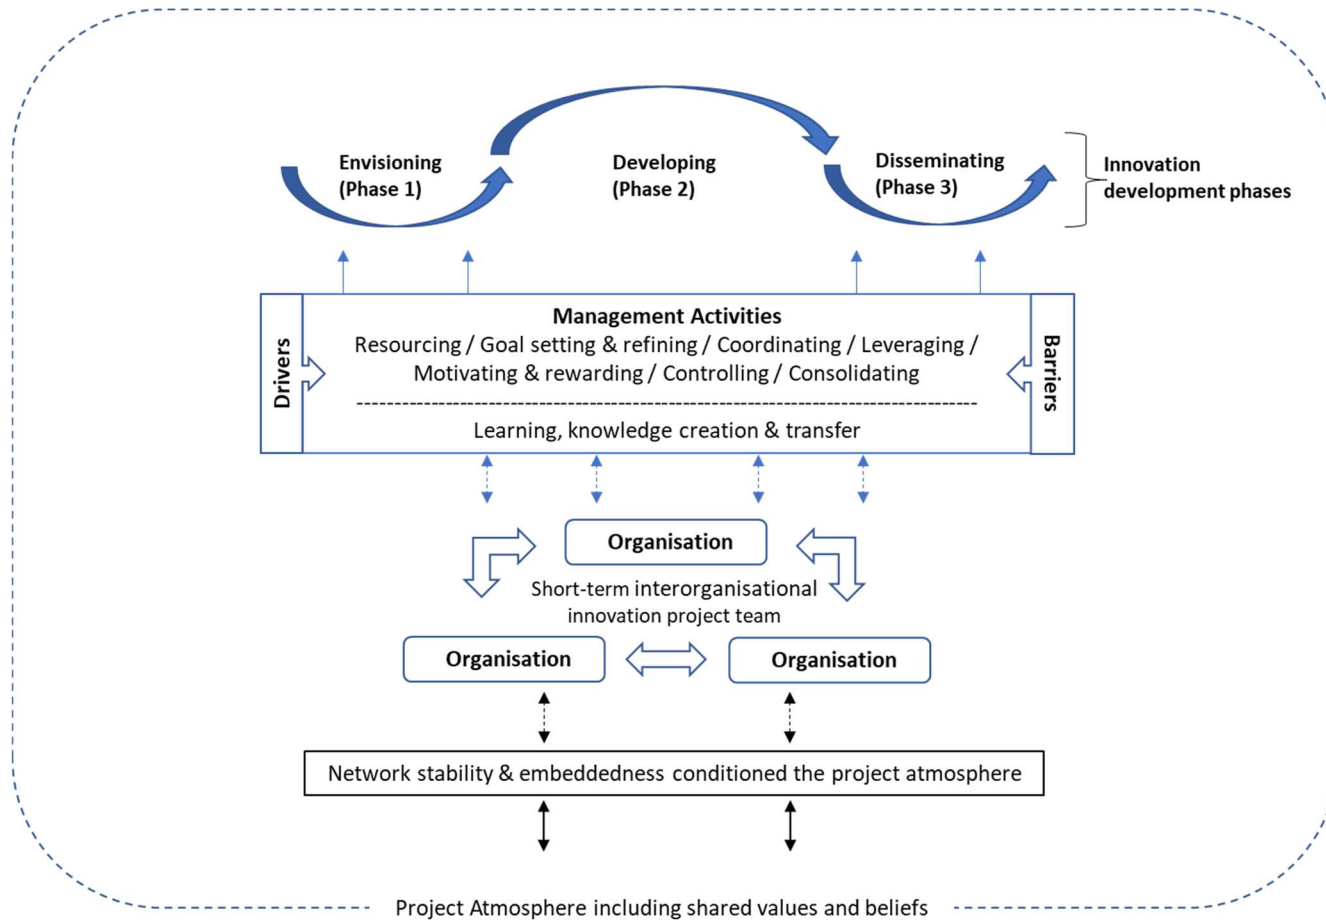 Envisioning
(Phase 1)
Developing
(Phase 2)
Disseminating
(Phase 3)
Innovation
development phases
Drivers
Management Activities
Resourcing / Goal setting & refining / Coordinating / Leveraging /
Motivating & rewarding / Controlling / Consolidating
Learning, knowledge creation & transfer
Barriers
Organisation
Short-term interorganisational
innovation project team
Organisation
Organisation
Network stability & embeddedness conditioned the project atmosphere
Project Atmosphere including shared values and beliefs